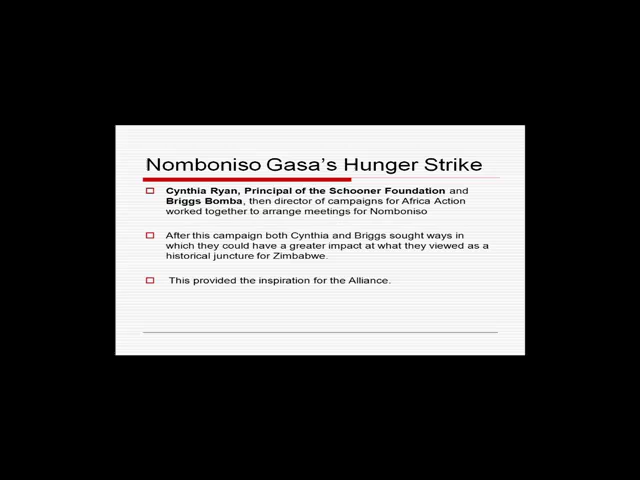 Nomboniso Gasa's Hunger Strike
Cynthia Ryan, Principal of the Schooner Foundation and
Briggs Bomba, then director of campaigns for Africa Action
worked together to arrange meetings for Nomboniso
After this campaign both Cynthia and Briggs sought ways in
which they could have a greater impact at what they viewed as a
historical juncture for Zimbabwe.
This provided the inspiration for the Alliance.